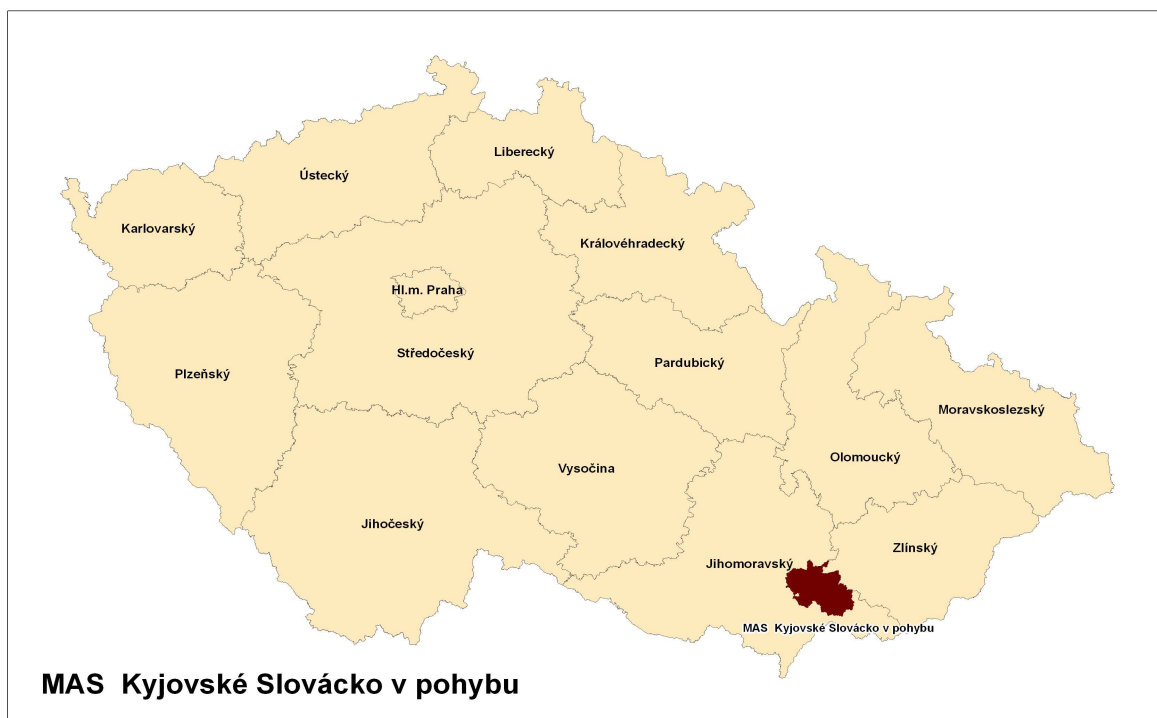 Liberecký
Ústecký
Karlovarský
Královéhradecký
Hl.m. Praha
Středočeský
Pardubický
Plzeňský
Moravskoslezský
Olomoucký
Vysočina
Jihočeský
Zlínský
Jihomoravský
MAS Kyjovské Slovácko v pohybu
MAS Kyjovské Slovácko v pohybu